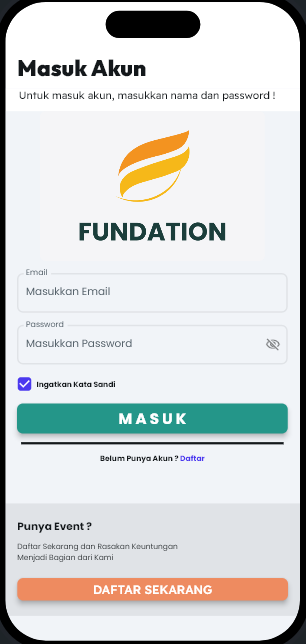 Masuk Akun
Untuk masuk akun, masukkan nama dan password !
FUNDATION
Email
Masukkan Email
Password
Masukkan Password
Ingatkan Kata Sandi
MASUK
Belum Punya Akun ? Daftar
Punya Event ?
Daftar Sekarang dan Rasakan Keuntungan
Menjadi Bagian dari Kami
DAFTAR SEKARANG